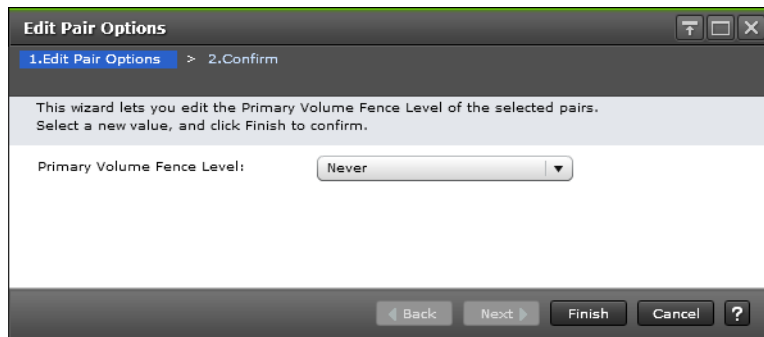 Edit Pair Options
1.Edit Pair Options > 2.Confirm
This wizard lets you edit the Primary Volume Fence Level of the selected pairs.
Select a new value, and click Finish to confirm.
Primary Volume Fence Level: Never
Back Next Finish Cancel ?